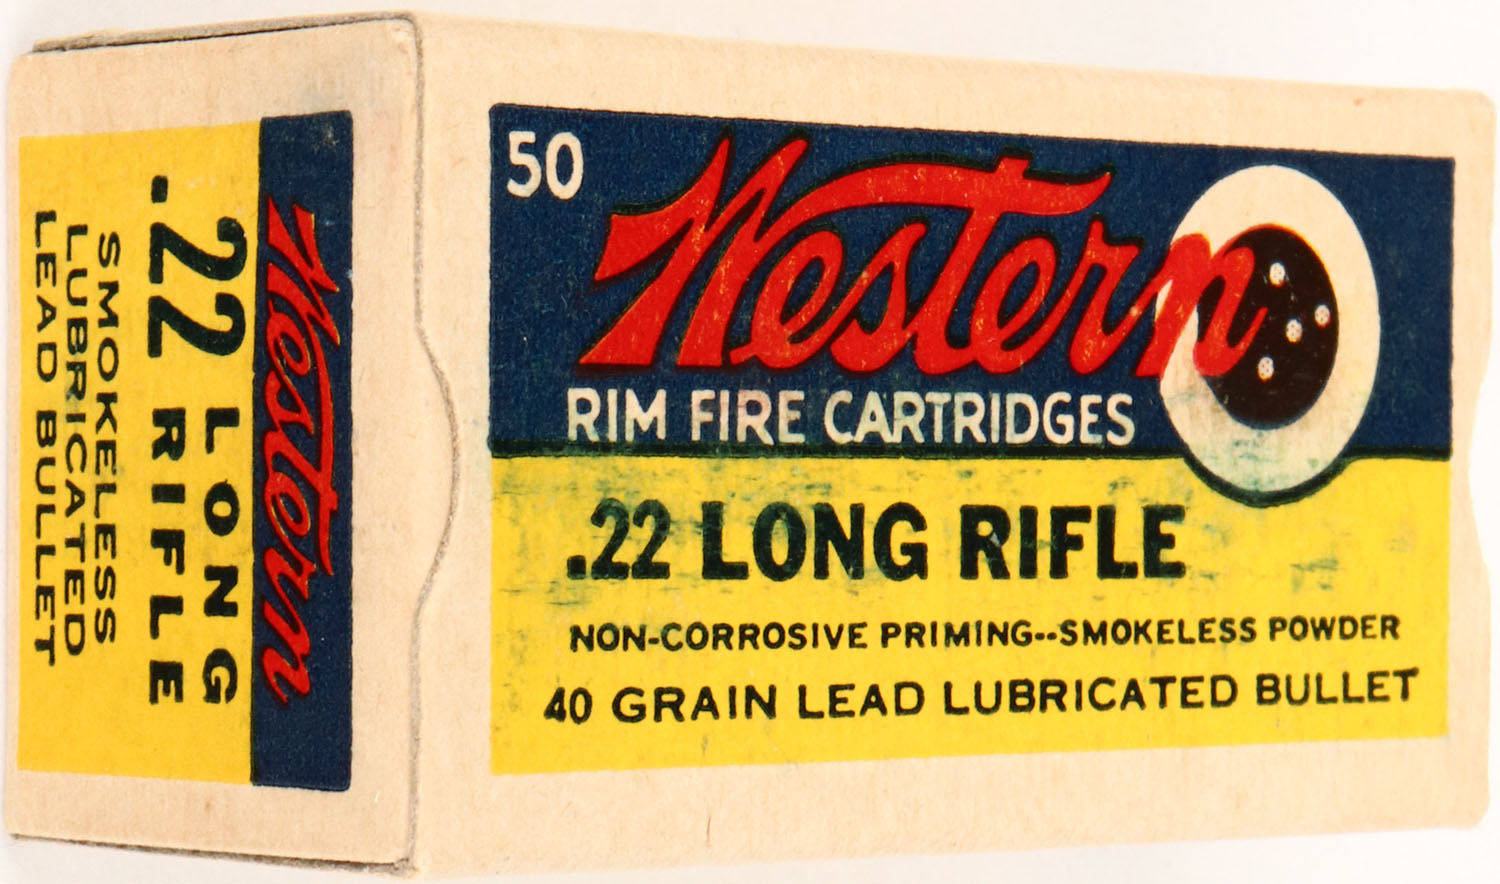 50
Western
RIM FIRE CARTRIDGES
.22 LONG RIFLE
NON-CORROSIVE PRIMING--SMOKELESS POWDER
40 GRAIN LEAD LUBRICATED BULLET
Western
22 LONG
.22 RIFLE
SMOKELESS
LUBRICATED
LEAD BULLET